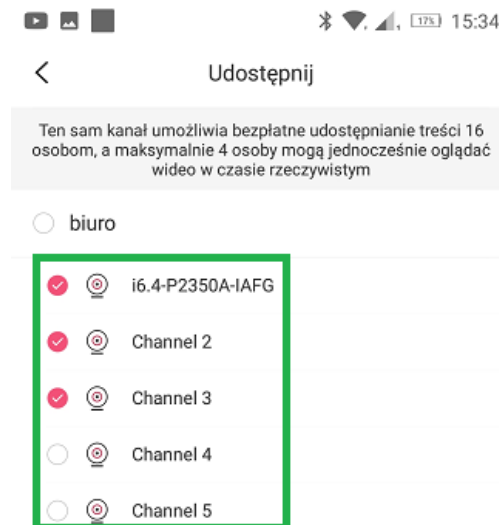 17% 15:34
Udostępnij
Ten sam kanał umożliwia bezpłatne udostępnianie treści 16
osobom, a maksymalnie 4 osoby mogą jednocześnie oglądać
wideo w czasie rzeczywistym
biuro
i6.4-P2350A-IAFG
Channel 2
Channel 3
Channel 4
Channel 5